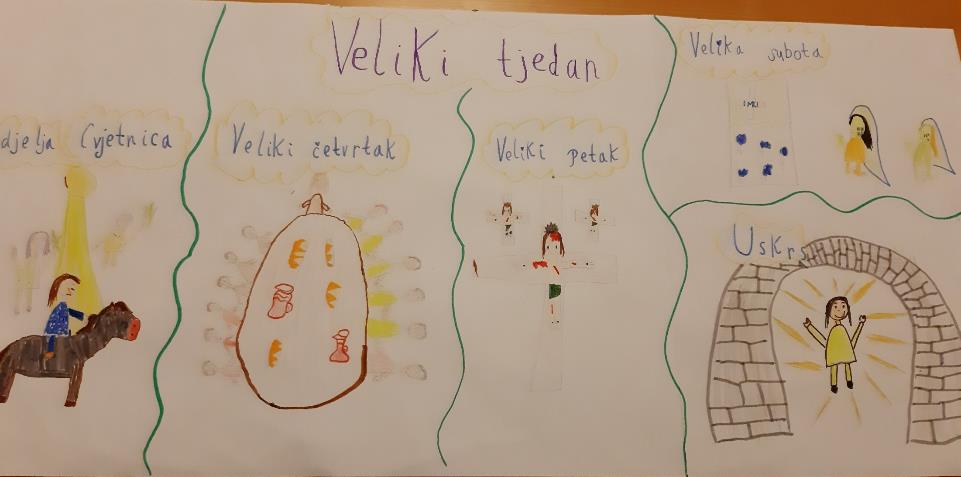 Veliki tjedan
djelja Cvjetnica
Veliki četvrtak
Veliki petak
Velika subota
Uskrs